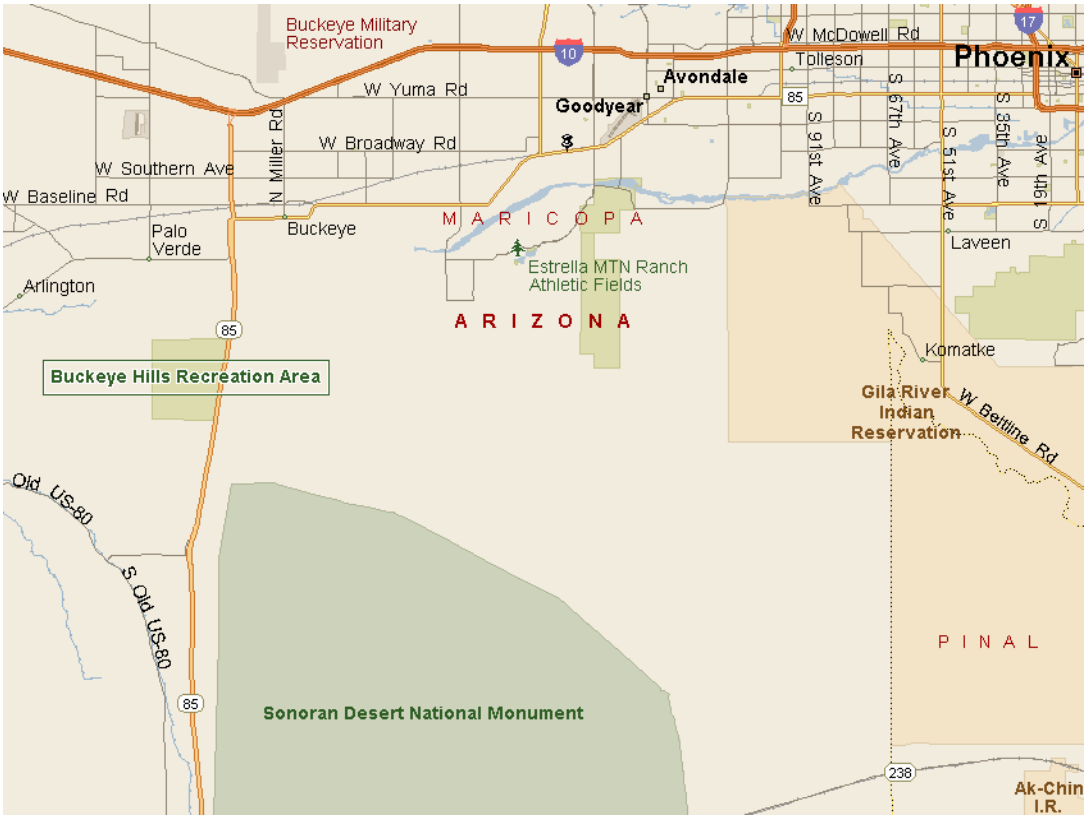 Buckeye Military
Reservation
17
W McDowell Rd
10
Phoenix
Tolleson
Avondale
W Yuma Rd
Goodyear
85
S 67th Ave
S 35th Ave
N Miller Rd
S 91st Ave
S 51st Ave
W Broadway Rd
S 19th Ave
W Southern Ave
W Baseline Rd
M A R I C O P A
Buckeye
Palo
Verde
Laveen
Estrella MTN Ranch
Athletic Fields
Arlington
A R I Z O N A
85
Komatke
Buckeye Hills Recreation Area
Gila River
Indian
Reservation
W Beltline Rd
Old US-80
S Old US-80
P I N A L
85
Sonoran Desert National Monument
238
Ak-Chin
I.R.